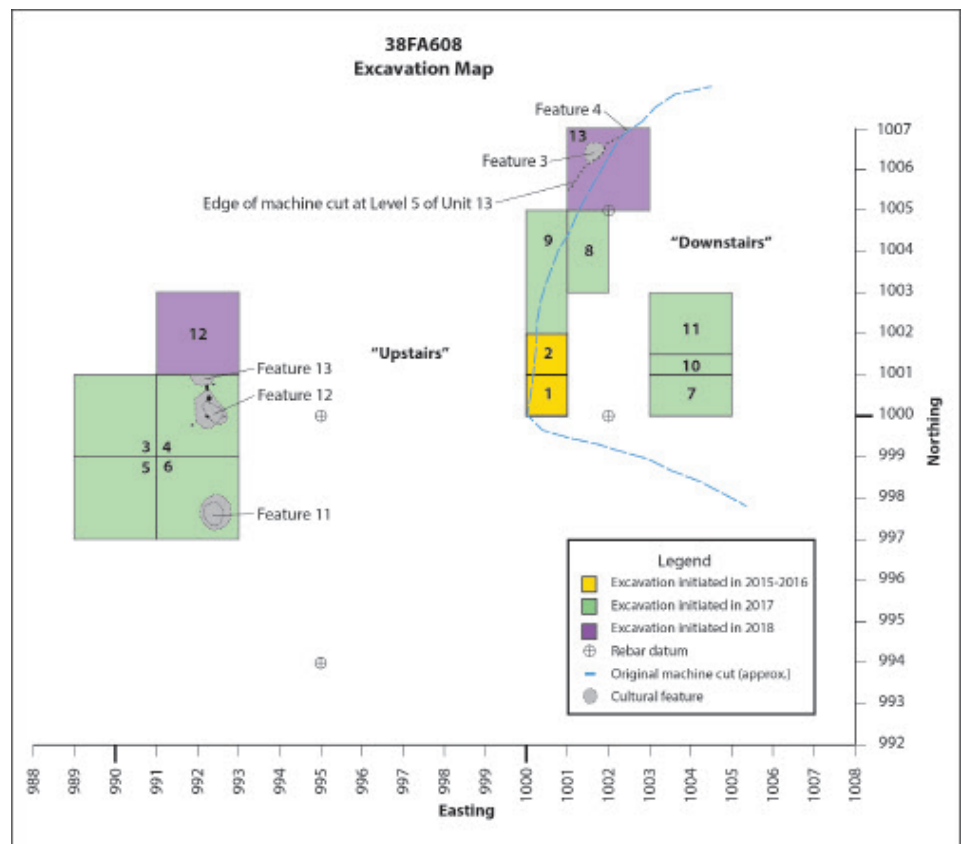 38FA608
Excavation Map
Feature 4
13
Feature 3
Edge of machine cut at Level 5 of Unit 13
9
8
"Downstairs"
12
"Upstairs"
2
1
11
10
7
Feature 13
Feature 12
3 4
5 6
Feature 11
1007
1006
1005
1004
1003
1002
1001
1000
999
998
997
996
995
994
993
992
Northing
Legend
Excavation initiated in 2015-2016
Excavation initiated in 2017
Excavation initiated in 2018
Rebar datum
Original machine cut (approx.)
Cultural feature
988 989 990 991 992 993 994 995 996 997 998 999 1000 1001 1002 1003 1004 1005 1006 1007 1008
Easting